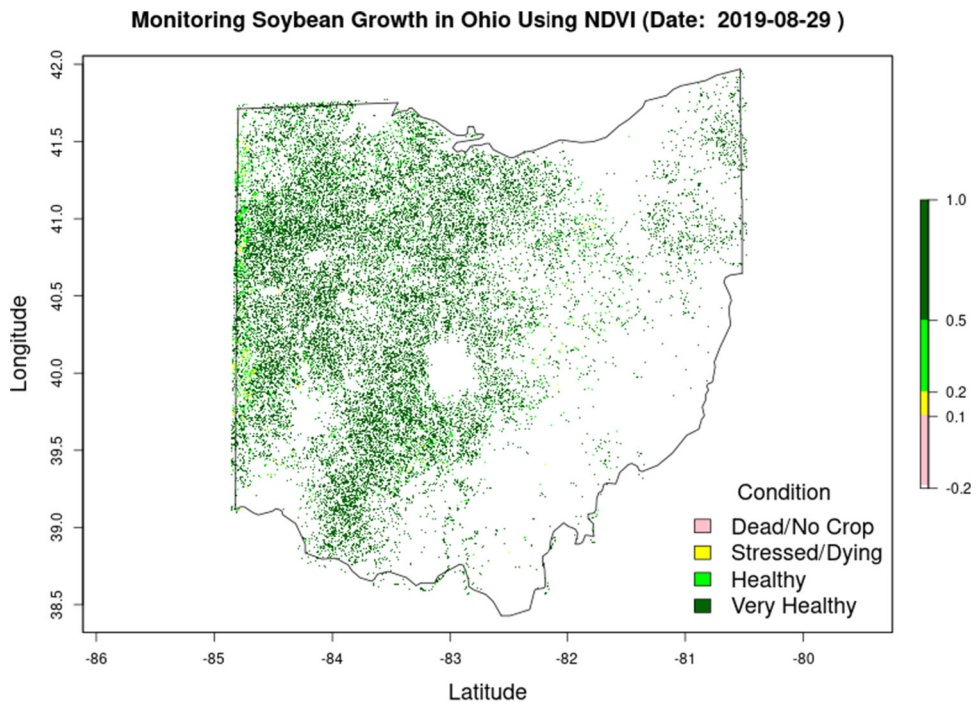 Monitoring Soybean Growth in Ohio Using NDVI (Date:  2019-08-29 )
42.0
41.5
41.0
40.5
40.0
39.5
39.0
38.5
Longitude
1.0
0.5
0.2
0.1
-0.2
Condition
Dead/No Crop
Stressed/Dying
Healthy
Very Healthy
-86
-85
-84
-83
-82
-81
-80
Latitude